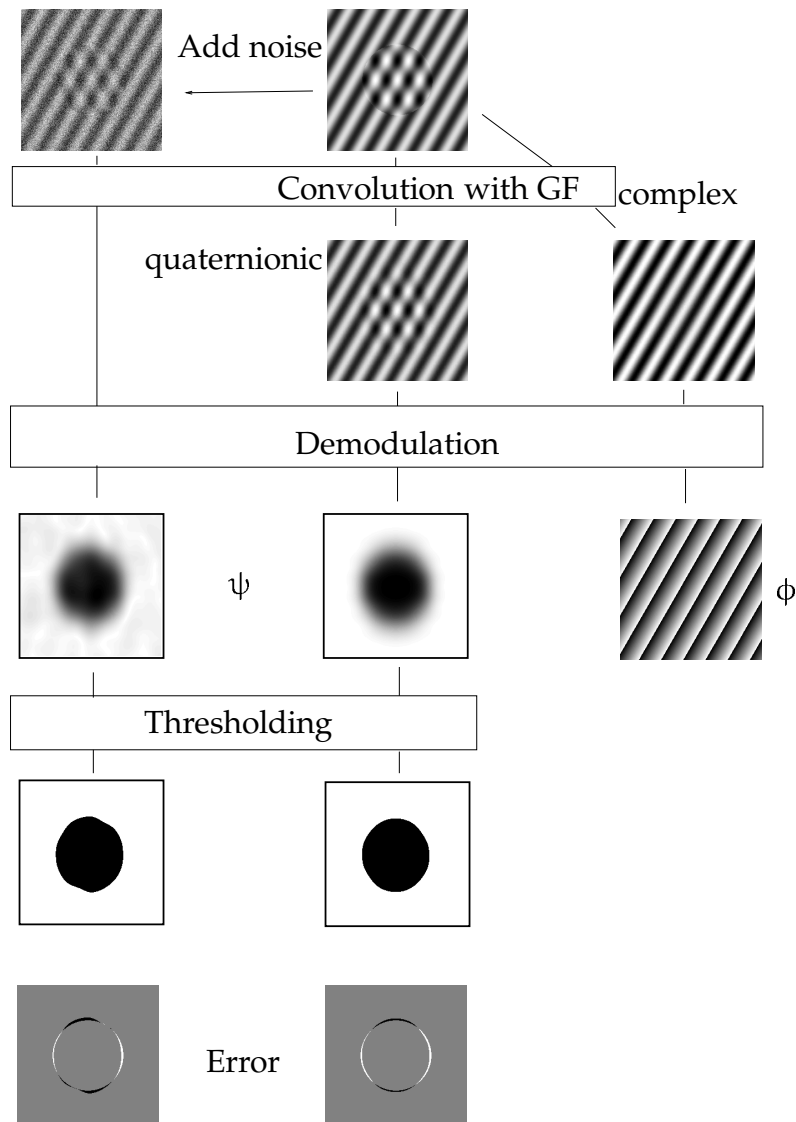 Add noise
Convolution with GF
complex
quaternionic
Demodulation
ψ
ϕ
Thresholding
Error